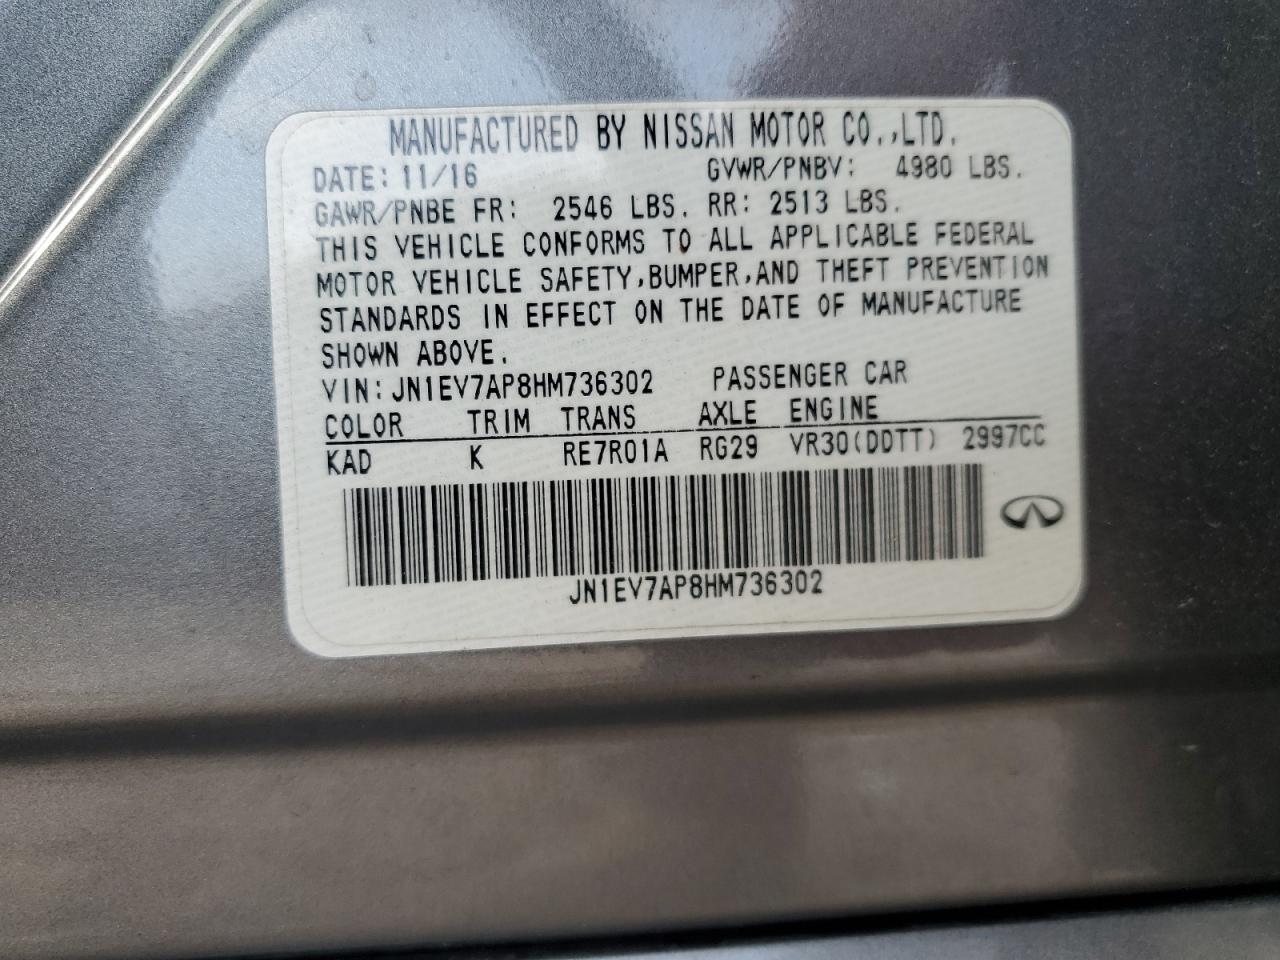 MANUFACTURED BY NISSAN MOTOR CO.,LTD.
DATE: 11/16 GVWR/PNBV: 4980 LBS.
GAWR/PNBE FR: 2546 LBS. RR: 2513 LBS.
THIS VEHICLE CONFORMS TO ALL APPLICABLE FEDERAL
MOTOR VEHICLE SAFETY,BUMPER,AND THEFT PREVENTION
STANDARDS IN EFFECT ON THE DATE OF MANUFACTURE
SHOWN ABOVE.
VIN: JN1EV7AP8HM736302 PASSENGER CAR
COLOR TRIM TRANS AXLE ENGINE
KAD K RE7R01A RG29 VR30(DDTT) 2997CC
JN1EV7AP8HM736302